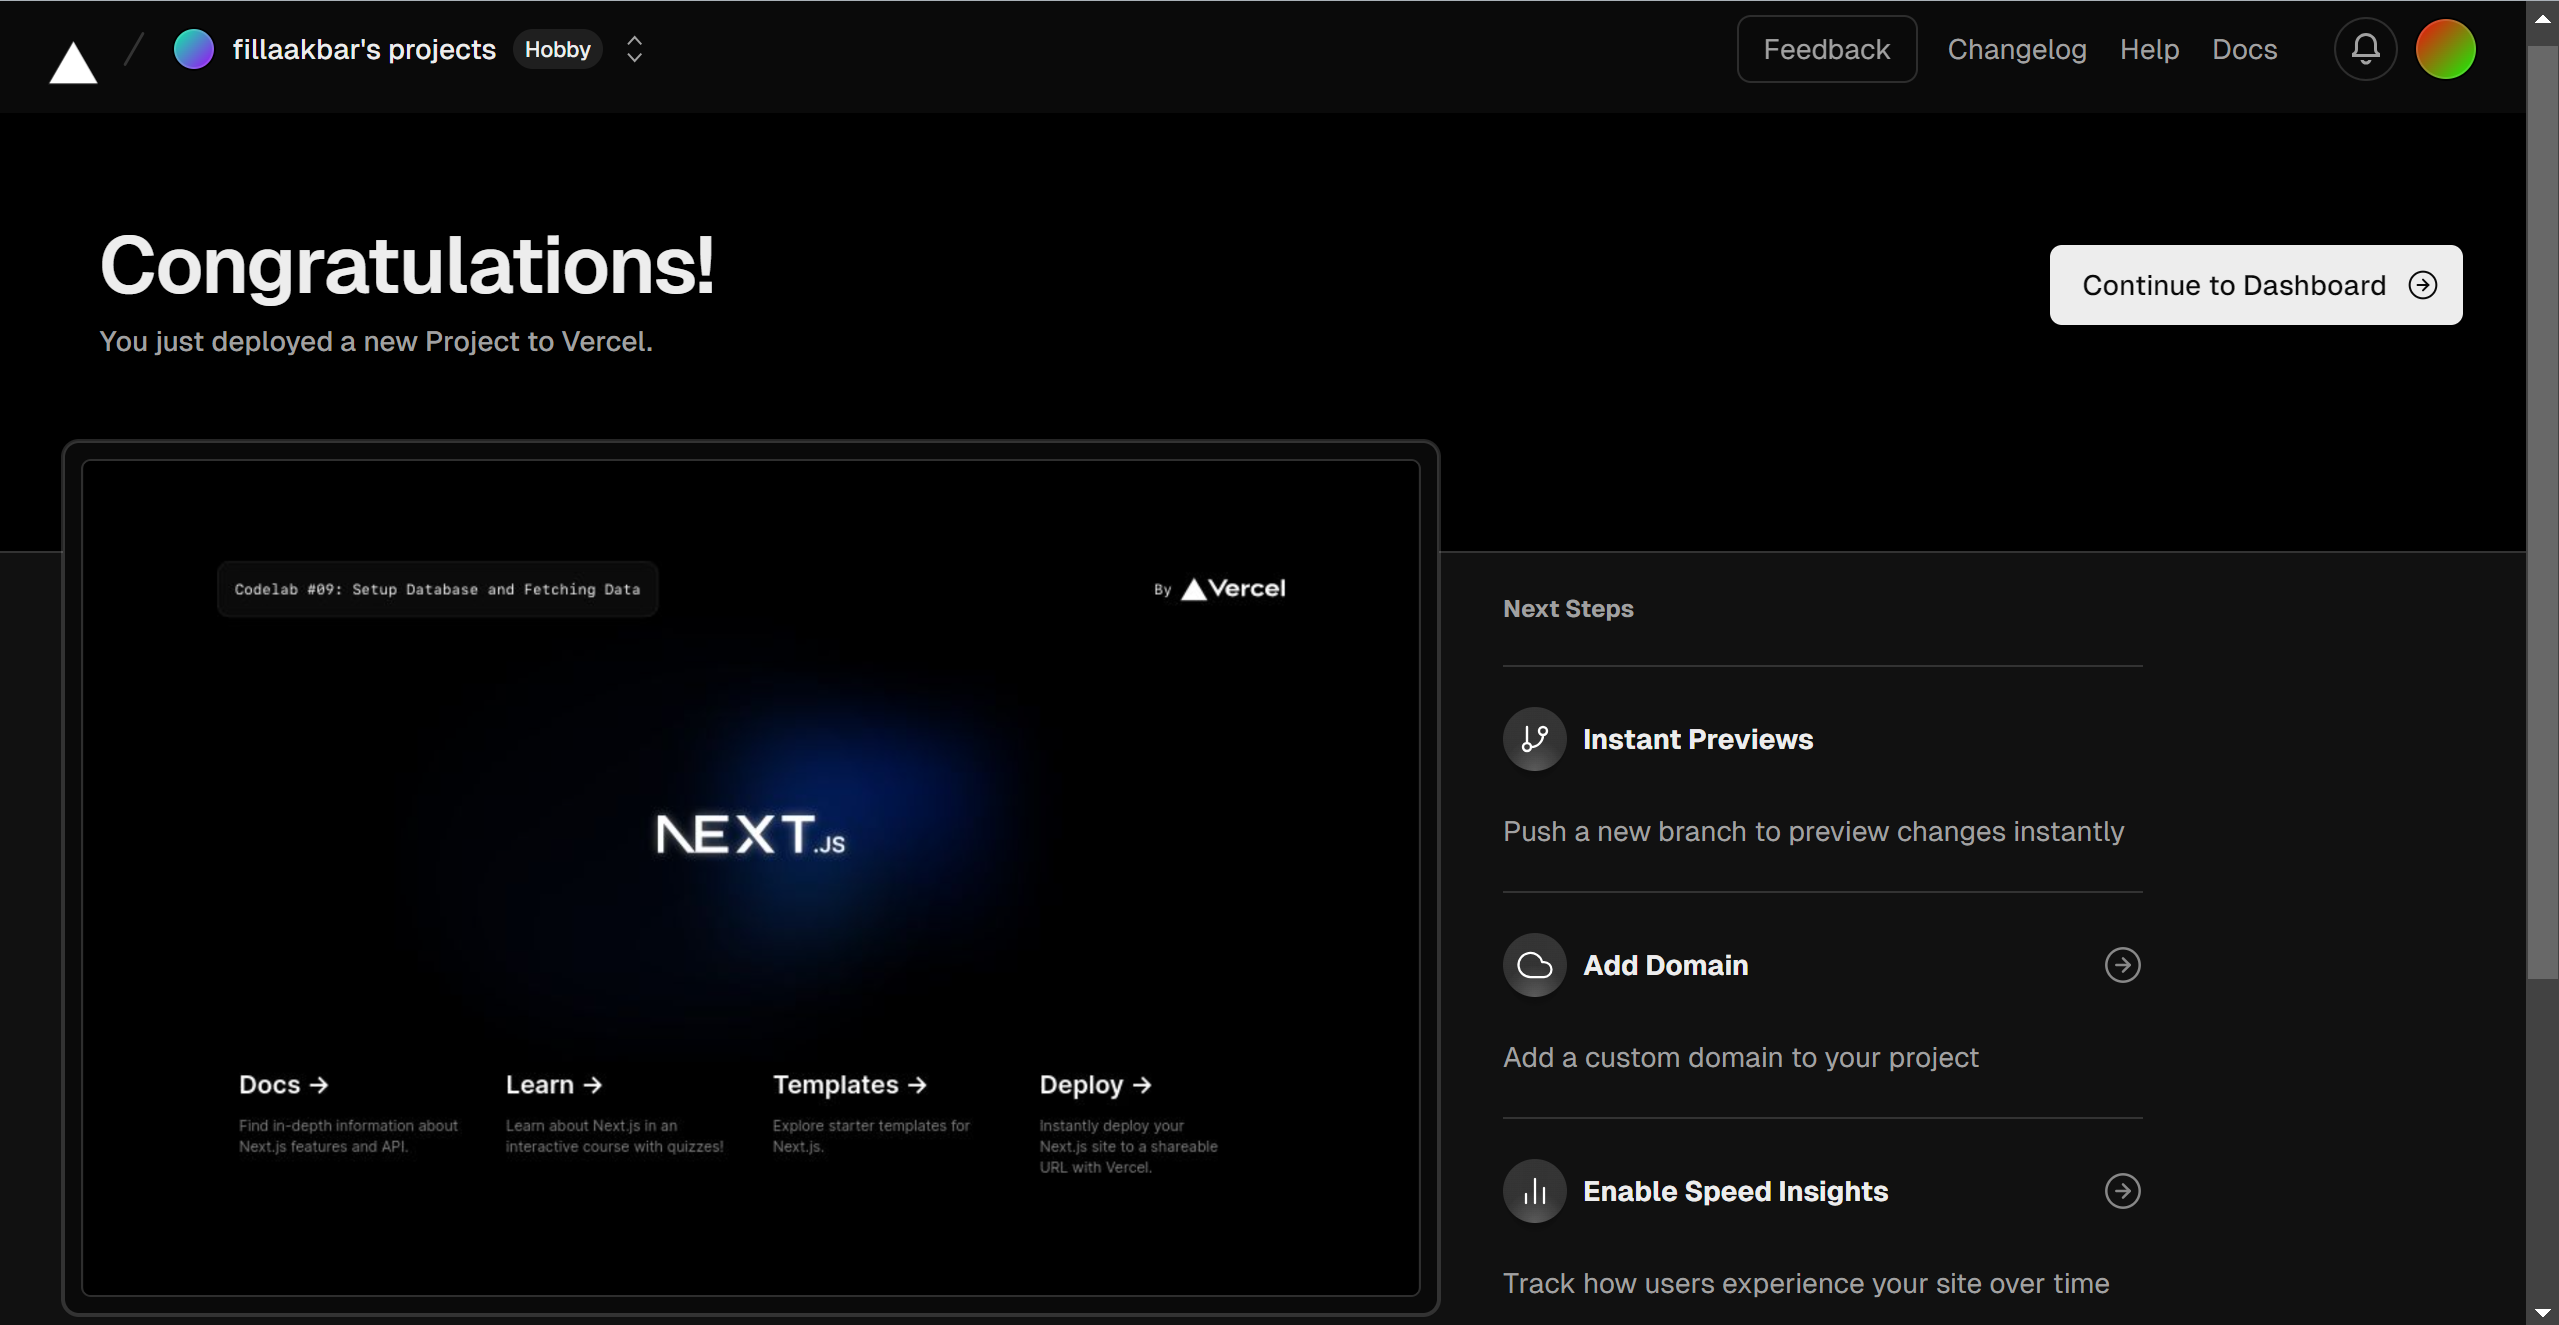 fillaakbar's projects Hobby
Feedback Changelog Help Docs
Congratulations!
You just deployed a new Project to Vercel.
Continue to Dashboard
Codelab #09: Setup Database and Fetching Data
By Vercel
NEXT.JS
Docs →
Find in-depth information about
Next.js features and API.
Learn →
Learn about Next.js in an
interactive course with quizzes!
Templates →
Explore starter templates for
Next.js.
Deploy →
Instantly deploy your
Next.js site to a shareable
URL with Vercel.
Next Steps
Instant Previews
Push a new branch to preview changes instantly
Add Domain
Add a custom domain to your project
Enable Speed Insights
Track how users experience your site over time